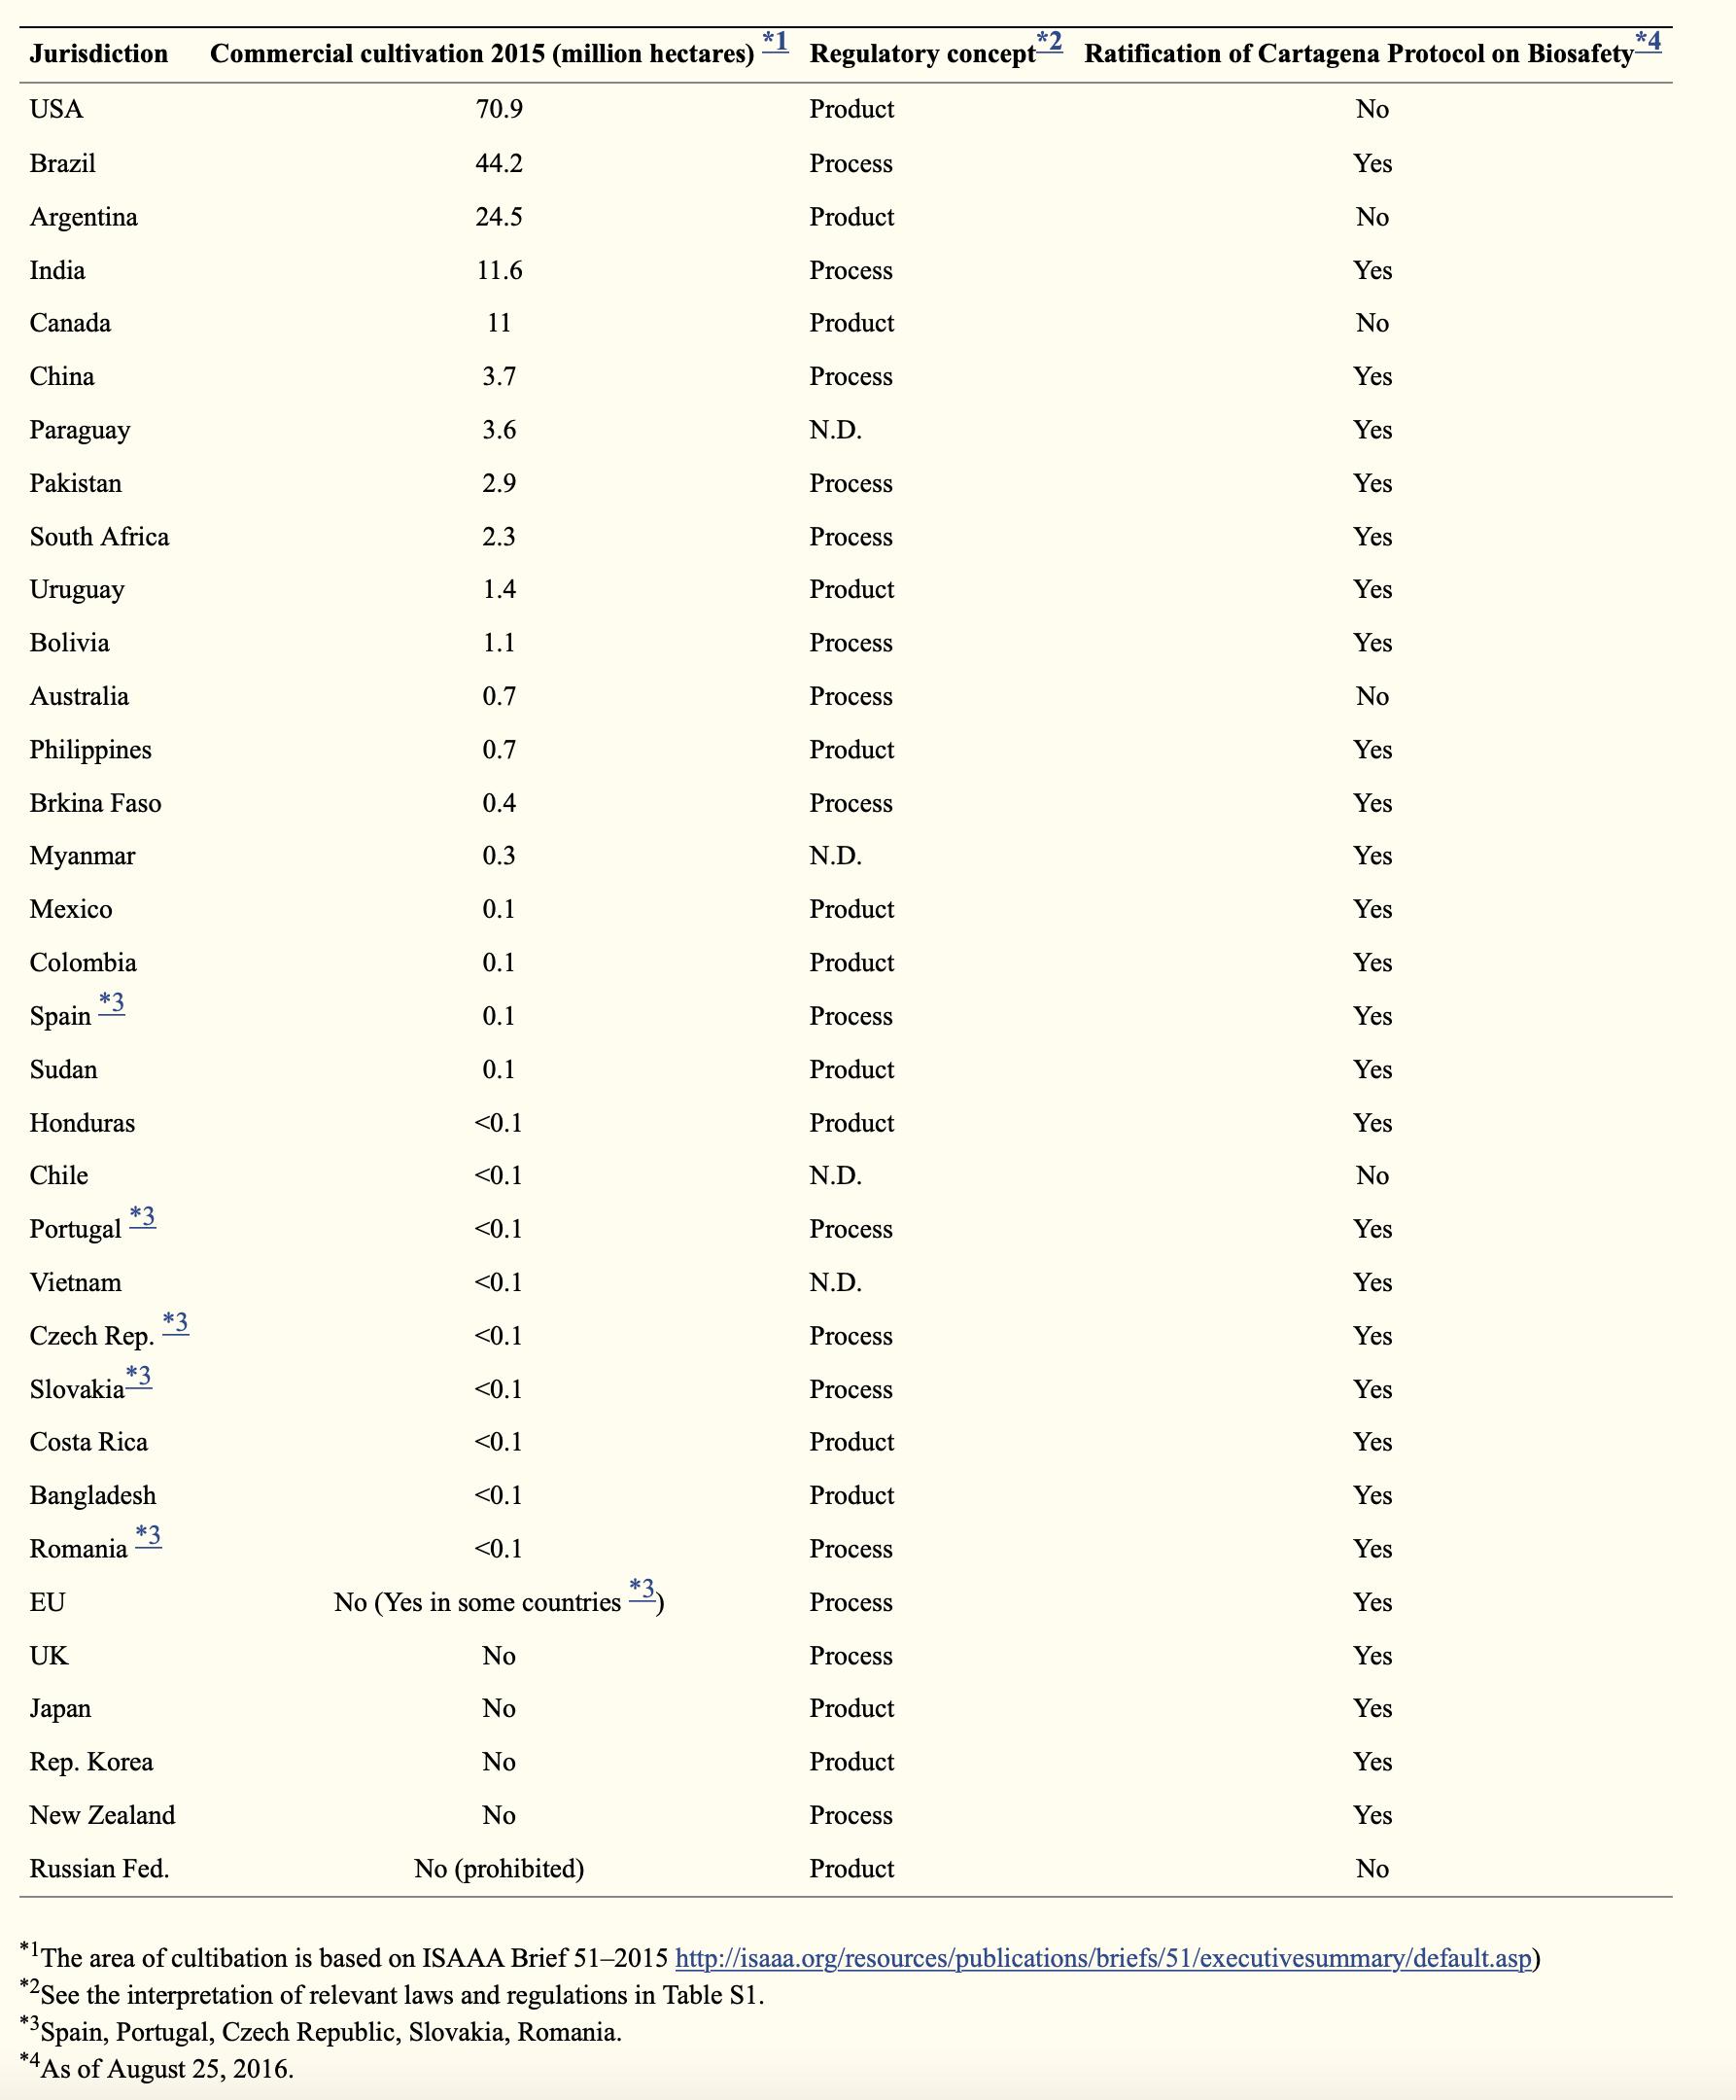 Jurisdiction Commercial cultivation 2015 (million hectares) *1 Regulatory concept*2 Ratification of Cartagena Protocol on Biosafety*4
USA 70.9 Product No
Brazil 44.2 Process Yes
Argentina 24.5 Product No
India 11.6 Process Yes
Canada 11 Product No
China 3.7 Process Yes
Paraguay 3.6 N.D. Yes
Pakistan 2.9 Process Yes
South Africa 2.3 Process Yes
Uruguay 1.4 Product Yes
Bolivia 1.1 Process Yes
Australia 0.7 Process No
Philippines 0.7 Product Yes
Brkina Faso 0.4 Process Yes
Myanmar 0.3 N.D. Yes
Mexico 0.1 Product Yes
Colombia 0.1 Product Yes
Spain *3 0.1 Process Yes
Sudan 0.1 Product Yes
Honduras <0.1 Product Yes
Chile <0.1 N.D. No
Portugal *3 <0.1 Process Yes
Vietnam <0.1 N.D. Yes
Czech Rep. *3 <0.1 Process Yes
Slovakia*3 <0.1 Process Yes
Costa Rica <0.1 Product Yes
Bangladesh <0.1 Product Yes
Romania *3 <0.1 Process Yes
EU No (Yes in some countries *3) Process Yes
UK No Process Yes
Japan No Product Yes
Rep. Korea No Product Yes
New Zealand No Process Yes
Russian Fed. No (prohibited) Product No
*1The area of cultibation is based on ISAAA Brief 51–2015 http://isaaa.org/resources/publications/briefs/51/executivesummary/default.asp)
*2See the interpretation of relevant laws and regulations in Table S1.
*3Spain, Portugal, Czech Republic, Slovakia, Romania.
*4As of August 25, 2016.